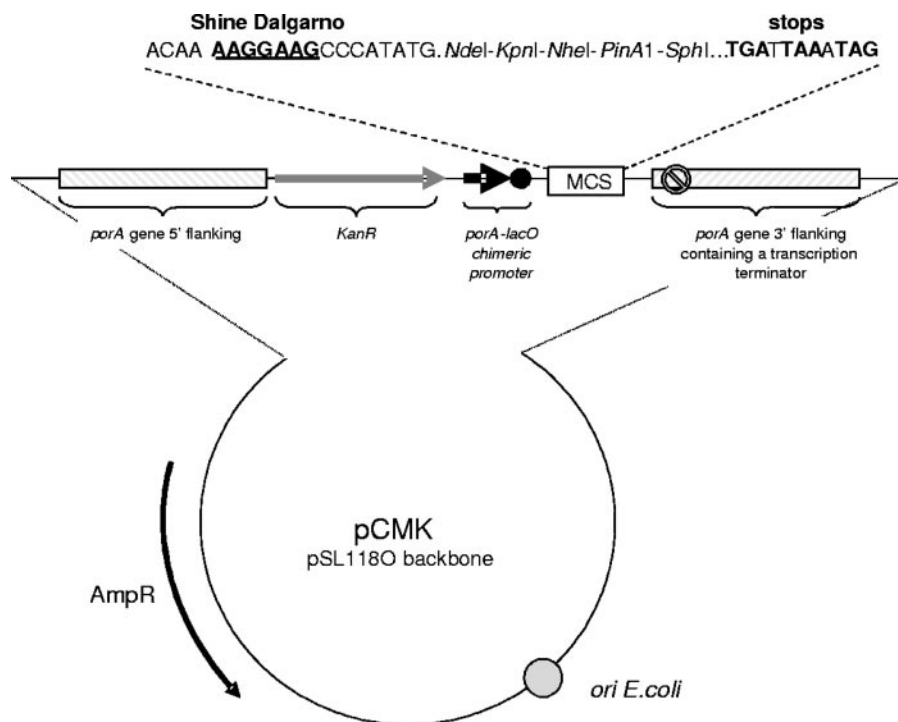 Shine Dalgarno
stops
ACAA AAGGAAGCCCATATG...NdeI-KpnI-NheI-PinA1-SphI...TGATTAAATAG
MCS
porA gene 5' flanking
KanR
porA-lacO
chimeric
promoter
porA gene 3' flanking
containing a transcription
terminator
pCMK
pSL118O backbone
AmpR
ori E.coli